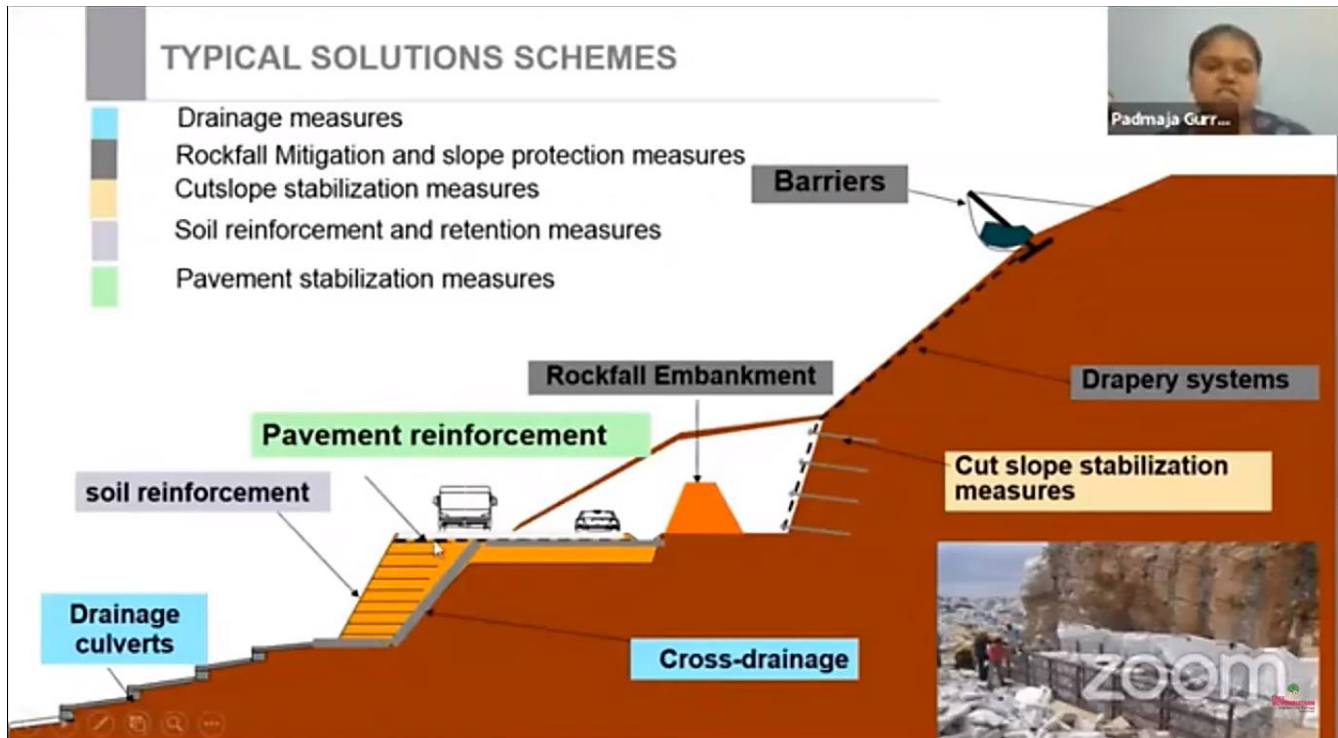 TYPICAL SOLUTIONS SCHEMES
Drainage measures
Rockfall Mitigation and slope protection measures
Cutslope stabilization measures
Soil reinforcement and retention measures
Pavement stabilization measures
Padmaja Gurr...
Barriers
Rockfall Embankment
Drapery systems
Pavement reinforcement
Cut slope stabilization
measures
soil reinforcement
Drainage
culverts
Cross-drainage
zoom